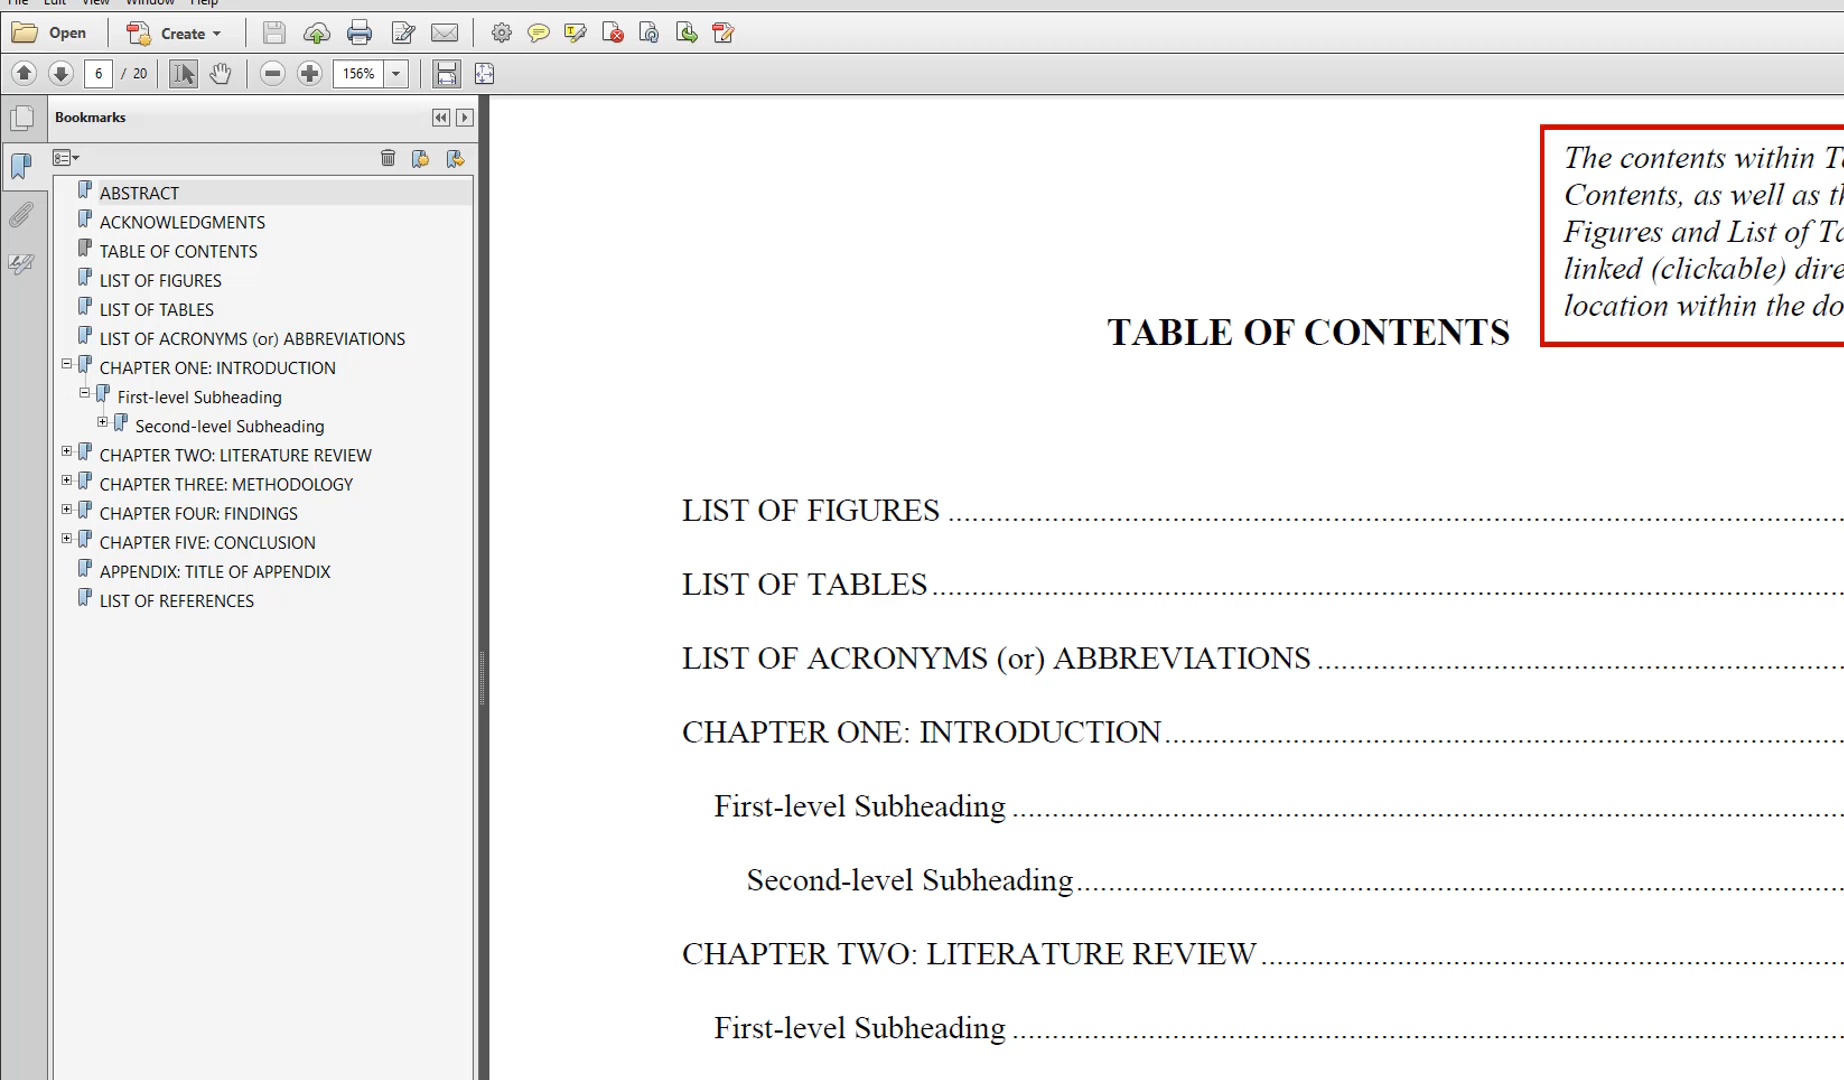 File Edit View Window Help
Open Create
6 / 20 156%
Bookmarks
ABSTRACT
ACKNOWLEDGMENTS
TABLE OF CONTENTS
LIST OF FIGURES
LIST OF TABLES
LIST OF ACRONYMS (or) ABBREVIATIONS
CHAPTER ONE: INTRODUCTION
First-level Subheading
Second-level Subheading
CHAPTER TWO: LITERATURE REVIEW
CHAPTER THREE: METHODOLOGY
CHAPTER FOUR: FINDINGS
CHAPTER FIVE: CONCLUSION
APPENDIX: TITLE OF APPENDIX
LIST OF REFERENCES
The contents within
Contents, as well as
Figures and List of
linked (clickable)
location within the
TABLE OF CONTENTS
LIST OF FIGURES
LIST OF TABLES
LIST OF ACRONYMS (or) ABBREVIATIONS
CHAPTER ONE: INTRODUCTION
First-level Subheading
Second-level Subheading
CHAPTER TWO: LITERATURE REVIEW
First-level Subheading